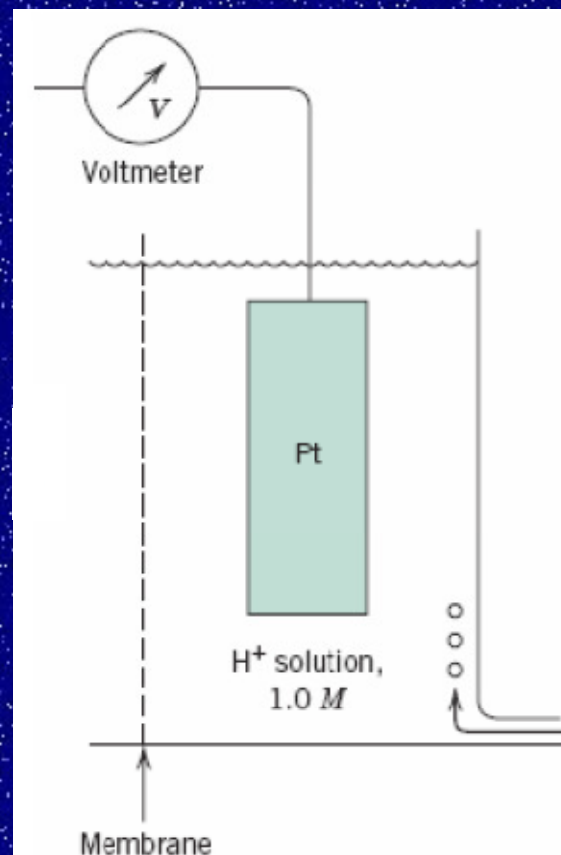 V
Voltmeter
Pt
H⁺ solution,
1.0 M
Membrane